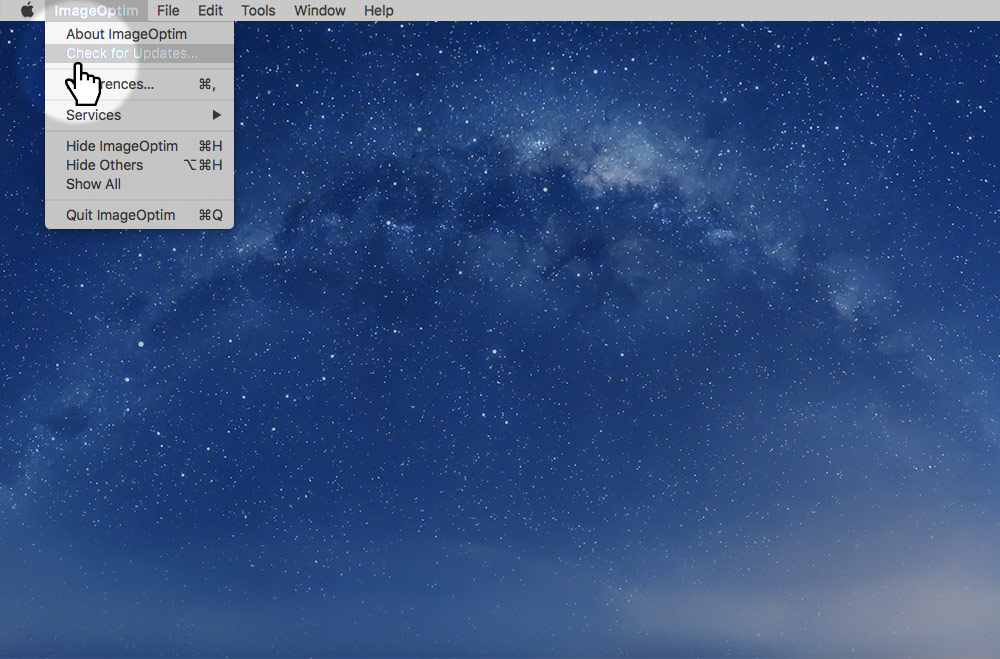 ImageOptim File Edit Tools Window Help
About ImageOptim
Check for Updates...
rences... ⌘,
Services ▶
Hide ImageOptim ⌘H
Hide Others ⌥⌘H
Show All
Quit ImageOptim ⌘Q